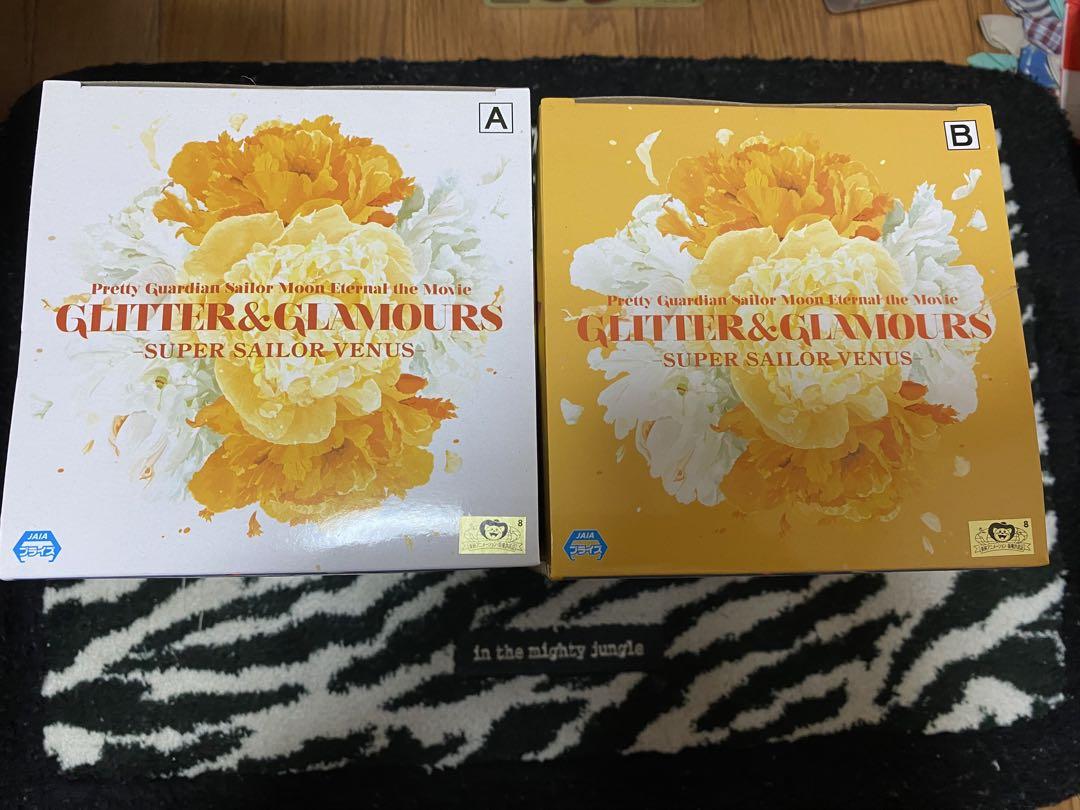 A
Pretty Guardian Sailor Moon Eternal the Movie
GLITTER&GLAMOURS
-SUPER SAILOR VENUS-
JAIA
プライズ
8
B
Pretty Guardian Sailor Moon Eternal the Movie
GLITTER&GLAMOURS
-SUPER SAILOR VENUS-
JAIA
プライズ
8
in the mighty jungle